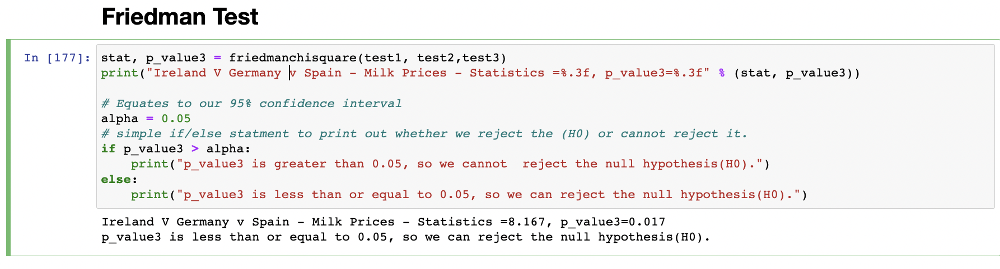 Friedman Test
In [177]: stat, p_value3 = friedmanchisquare(test1, test2,test3)
print("Ireland V Germany v Spain - Milk Prices - Statistics =%.3f, p_value3=%.3f" % (stat, p_value3))
# Equates to our 95% confidence interval
alpha = 0.05
# simple if/else statment to print out whether we reject the (H0) or cannot reject it.
if p_value3 > alpha:
    print("p_value3 is greater than 0.05, so we cannot  reject the null hypothesis(H0).")
else:
    print("p_value3 is less than or equal to 0.05, so we can reject the null hypothesis(H0).")
Ireland V Germany v Spain - Milk Prices - Statistics =8.167, p_value3=0.017
p_value3 is less than or equal to 0.05, so we can reject the null hypothesis(H0).